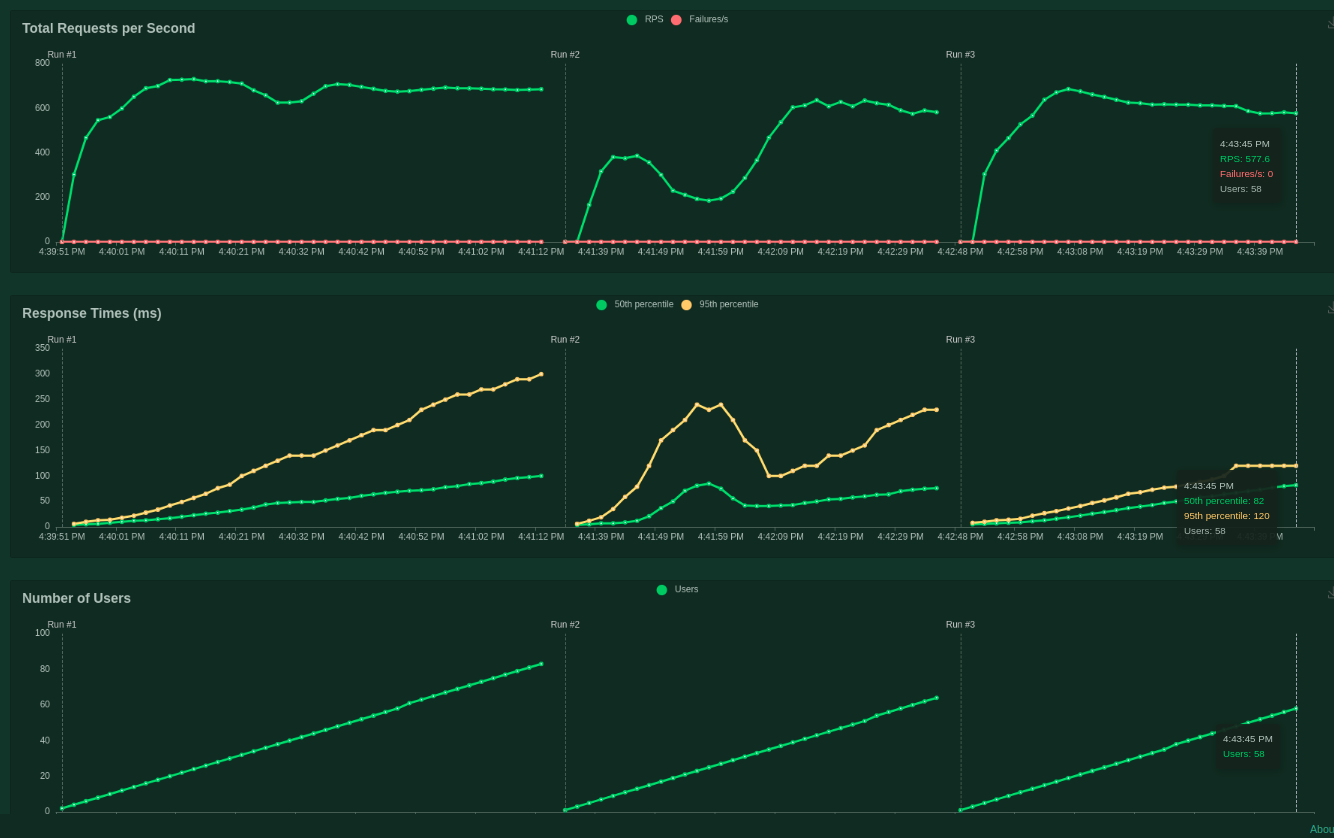 Total Requests per Second
RPS Failures/s
Run #1 Run #2 Run #3
800
600
400
200
0
4:43:45 PM
RPS: 577.6
Failures/s: 0
Users: 58
4:39:51 PM 4:40:01 PM 4:40:11 PM 4:40:21 PM 4:40:32 PM 4:40:42 PM 4:40:52 PM 4:41:02 PM 4:41:12 PM 4:41:39 PM 4:41:49 PM 4:41:59 PM 4:42:09 PM 4:42:19 PM 4:42:29 PM 4:42:48 PM 4:42:58 PM 4:43:08 PM 4:43:19 PM 4:43:29 PM 4:43:39 PM
Response Times (ms)
50th percentile 95th percentile
Run #1 Run #2 Run #3
350
300
250
200
150
100
50
0
4:43:45 PM
50th percentile: 82
95th percentile: 120
Users: 58
4:39:51 PM 4:40:01 PM 4:40:11 PM 4:40:21 PM 4:40:32 PM 4:40:42 PM 4:40:52 PM 4:41:02 PM 4:41:12 PM 4:41:39 PM 4:41:49 PM 4:41:59 PM 4:42:09 PM 4:42:19 PM 4:42:29 PM 4:42:48 PM 4:42:58 PM 4:43:08 PM 4:43:19 PM
Number of Users
Users
Run #1 Run #2 Run #3
100
80
60
40
20
0
4:43:45 PM
Users: 58
Abou